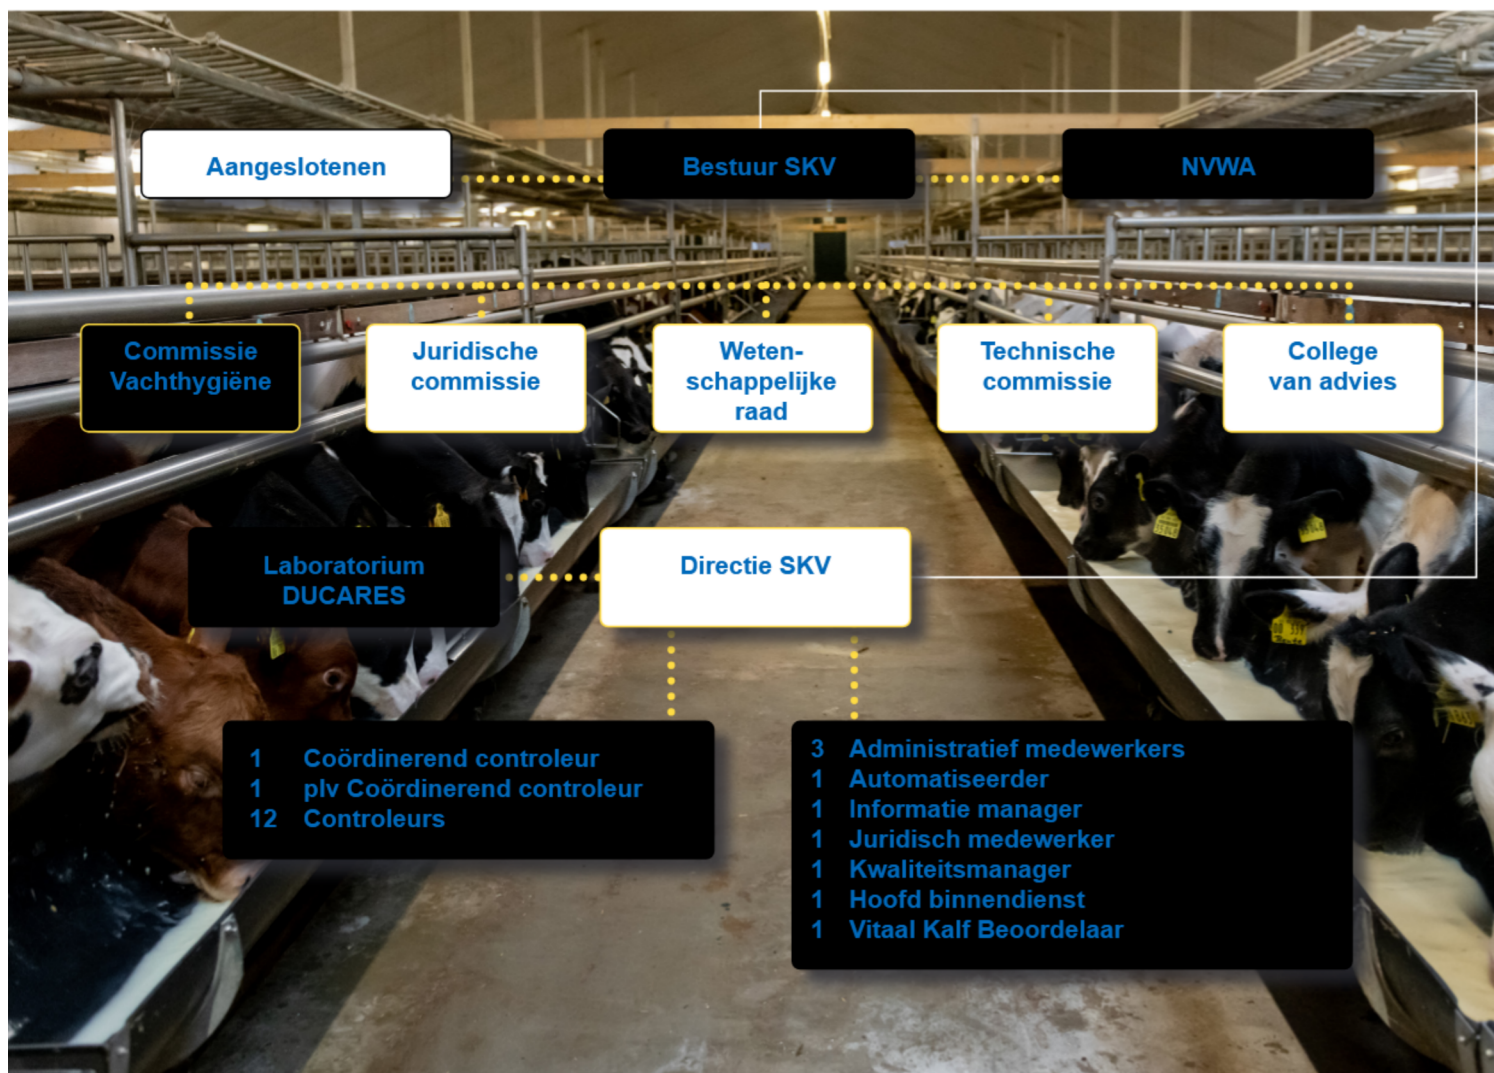 Aangeslotenen
Bestuur SKV
NVWA
Commissie
Vachthygiëne
Juridische
commissie
Weten-
schappelijke
raad
Technische
commissie
College
van advies
Laboratorium
DUCARES
Directie SKV
1 Coördinerend controleur
1 plv Coördinerend controleur
12 Controleurs
3 Administratief medewerkers
1 Automatiseerder
1 Informatie manager
1 Juridisch medewerker
1 Kwaliteitsmanager
1 Hoofd binnendienst
1 Vitaal Kalf Beoordelaar